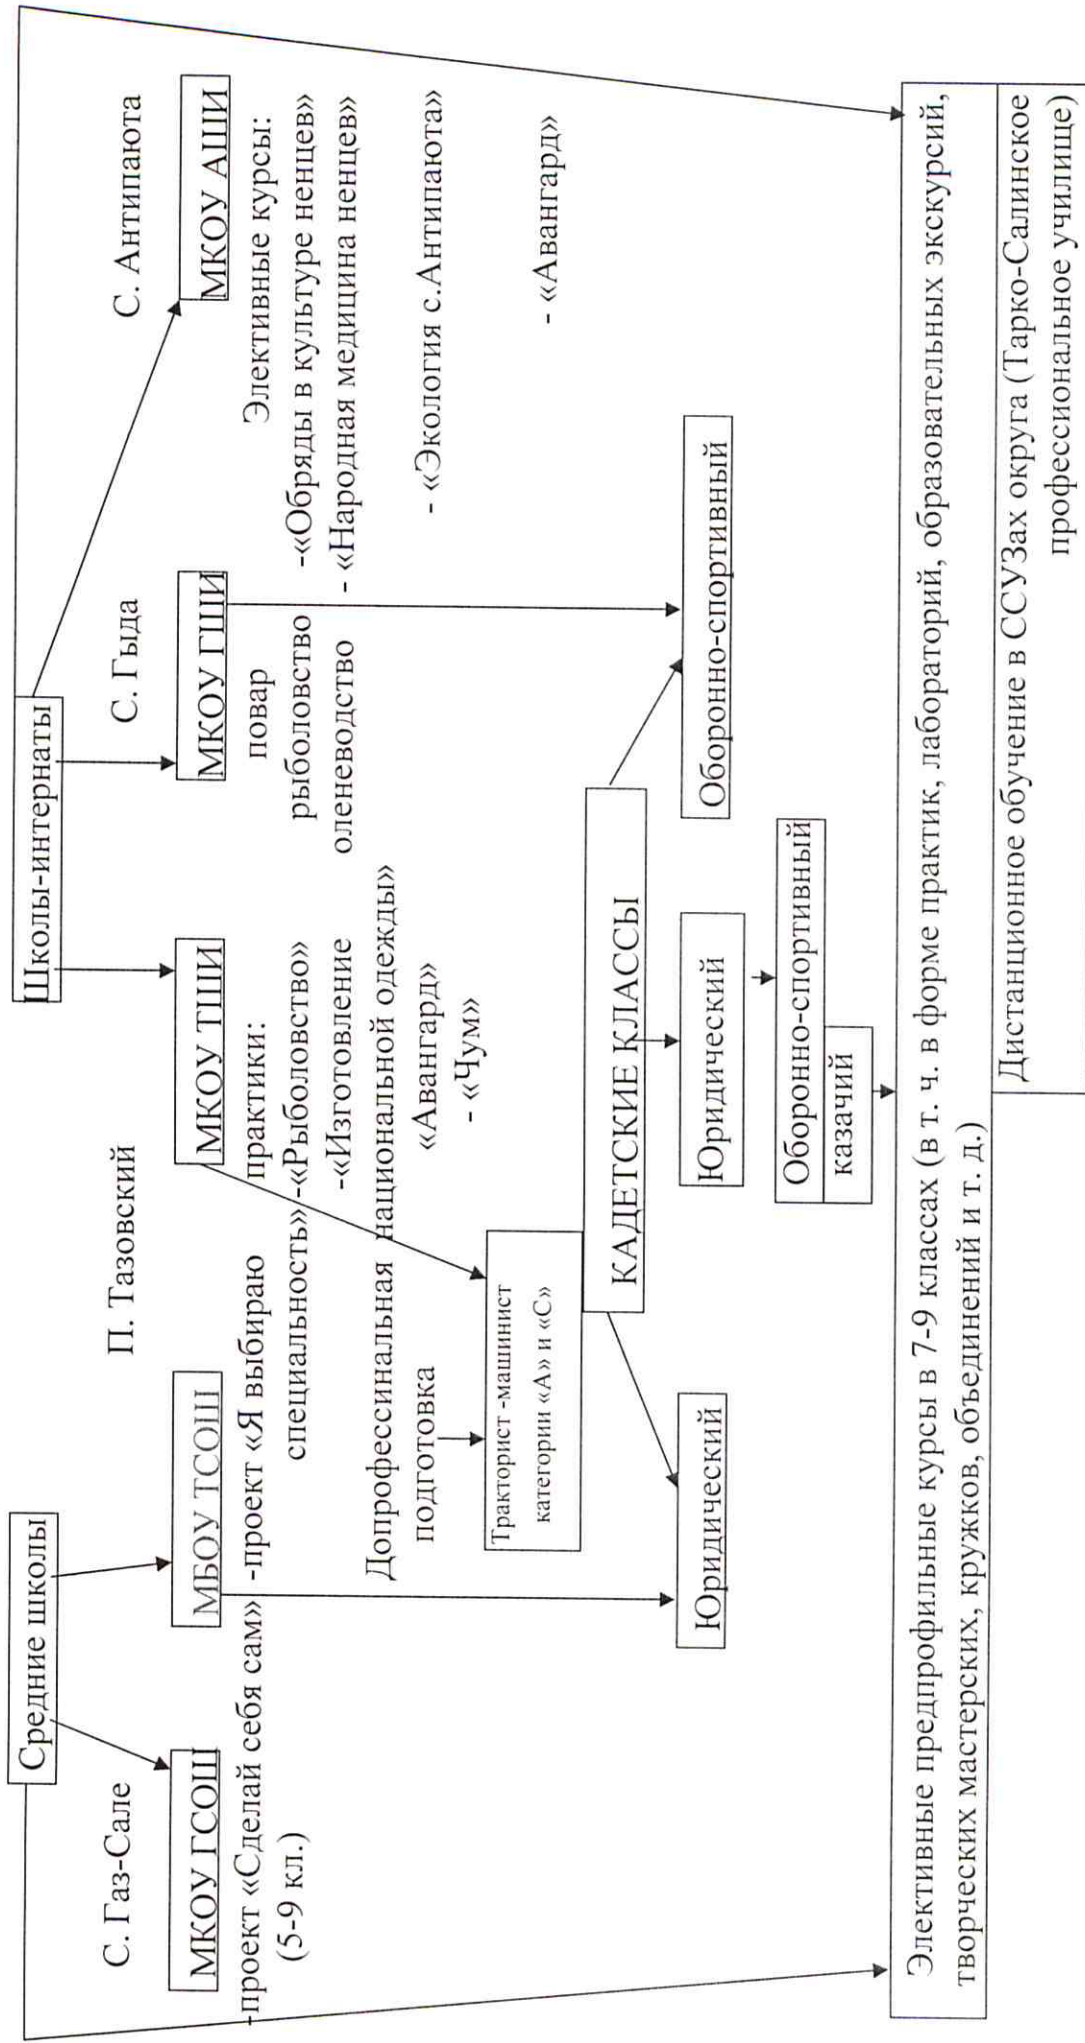 Средние школы
Школы-интернаты
С. Газ-Сале
П. Тазовский
С. Гыда
С. Антипаюта
МКОУ ГСОШ
МБОУ ТСОШ
МКОУ ТШИ
МКОУ ГШИ
МКОУ АШИ
-проект «Сделай себя сам»
(5-9 кл.)
-проект «Я выбираю
специальность»
Допрофессинальная
подготовка
практики:
-«Рыболовство»
-«Изготовление
национальной одежды»
«Авангард»
- «Чум»
повар
рыболовство
оленеводство
Элективные курсы:
-«Обряды в культуре ненцев»
- «Народная медицина ненцев»
- «Экология с.Антипаюта»
- «Авангард»
Тракторист -машинист
категории «А» и «С»
КАДЕТСКИЕ КЛАССЫ
Юридический
Юридический
Оборонно-спортивный
Оборонно-спортивный
казачий
Элективные предпрофильные курсы в 7-9 классах (в т. ч. в форме практик, лабораторий, образовательных экскурсий,
творческих мастерских, кружков, объединений и т. д.)
Дистанционное обучение в ССУЗах округа (Тарко-Салинское
профессиональное училище)